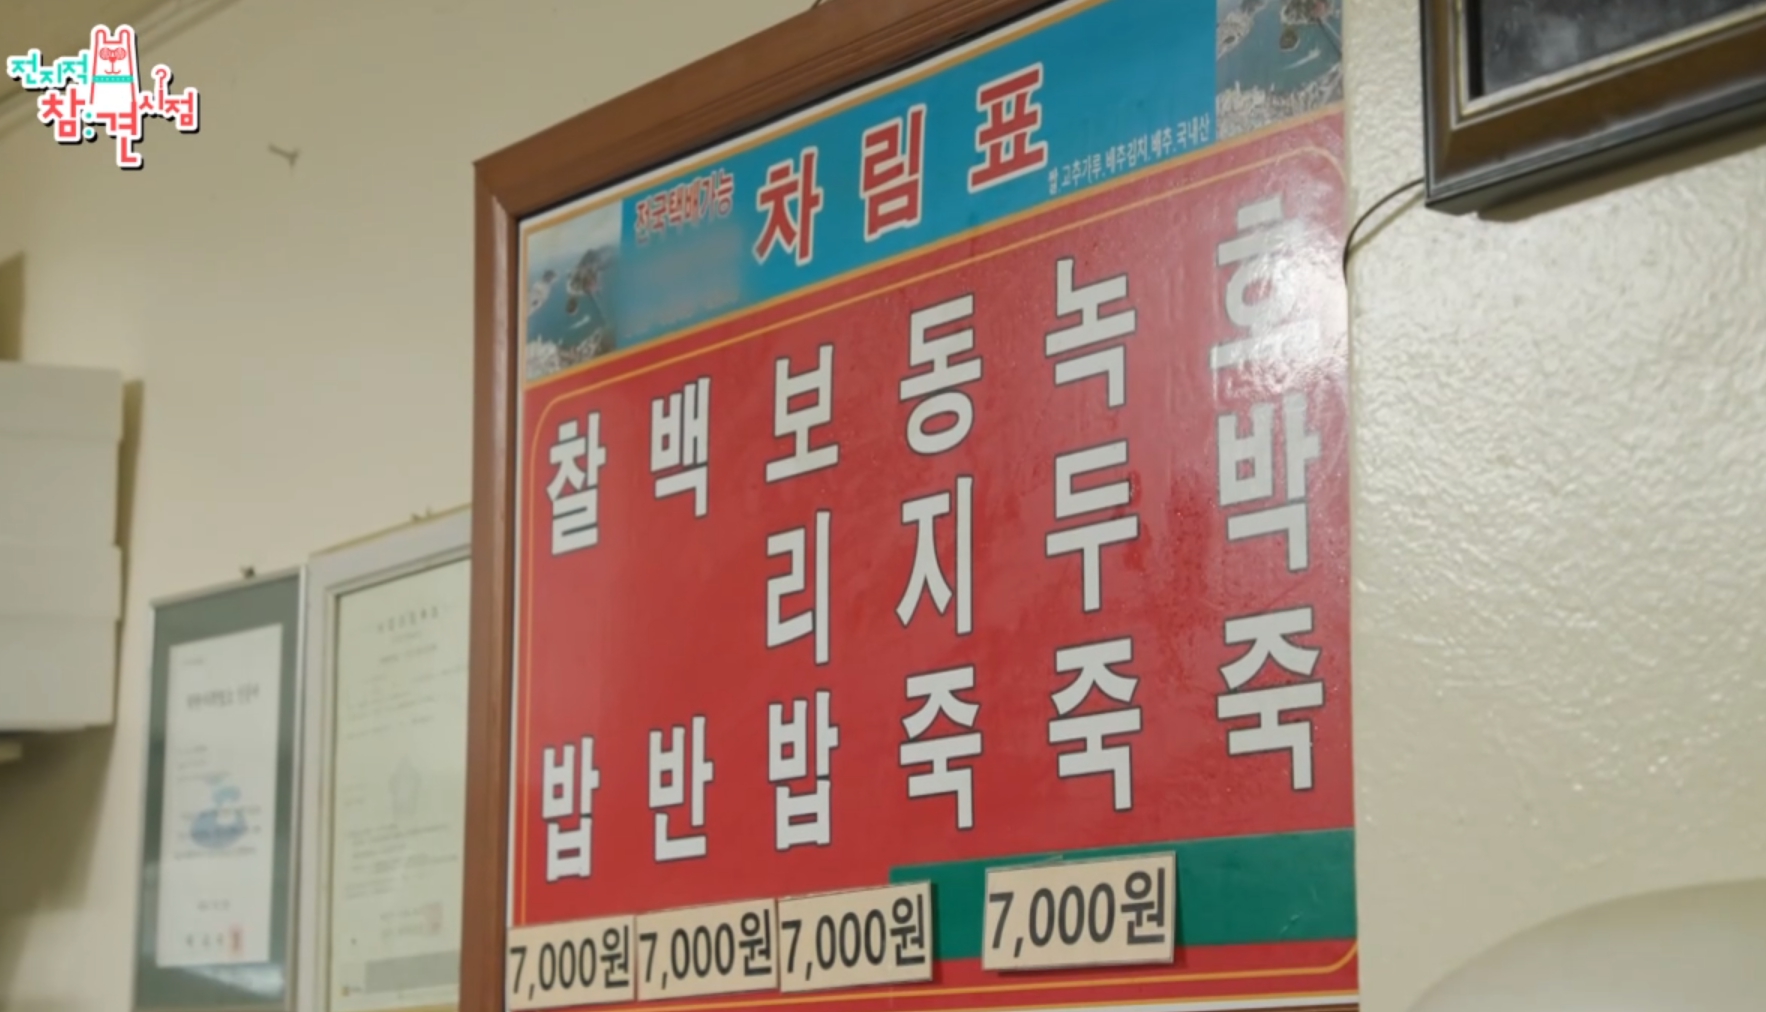 전지적
참견
시점
전국택배가능
차림표
쌀,고추가루,배추김치,배추,국내산
찰밥
백반
보리밥
동지죽
녹두죽
호박죽
7,000원 7,000원 7,000원 7,000원